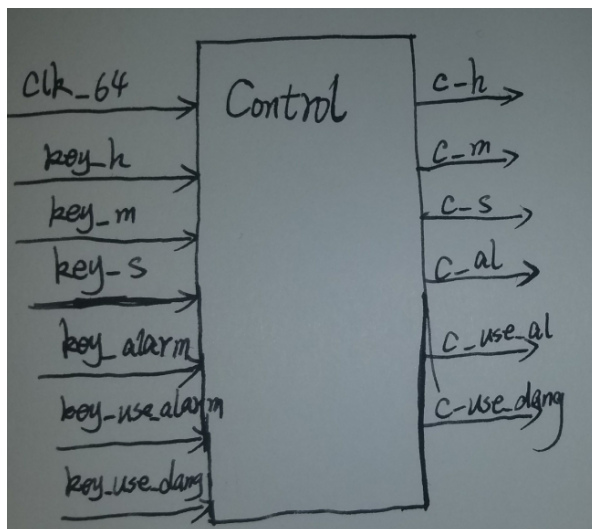 Clk_64
key_h
key_m
key_s
key_alarm
key_use_alarm
key_use_dang
Control
c_h
c_m
c_s
c_al
c_use_al
c_use_dang